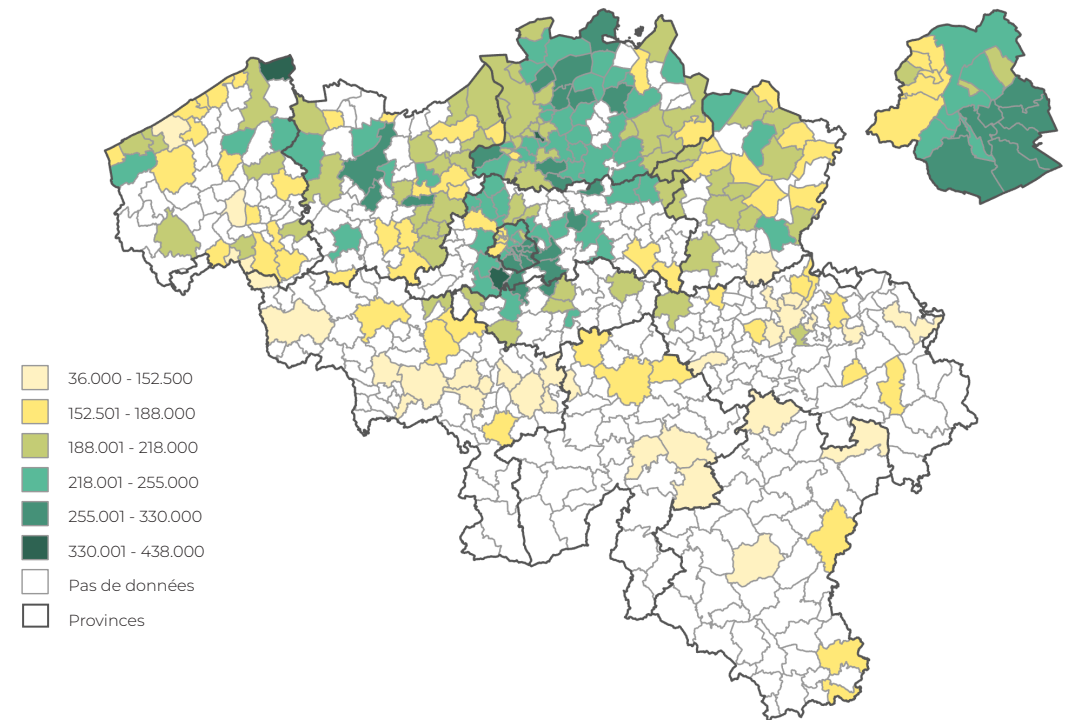 36.000 - 152.500
152.501 - 188.000
188.001 - 218.000
218.001 - 255.000
255.001 - 330.000
330.001 - 438.000
Pas de données
Provinces